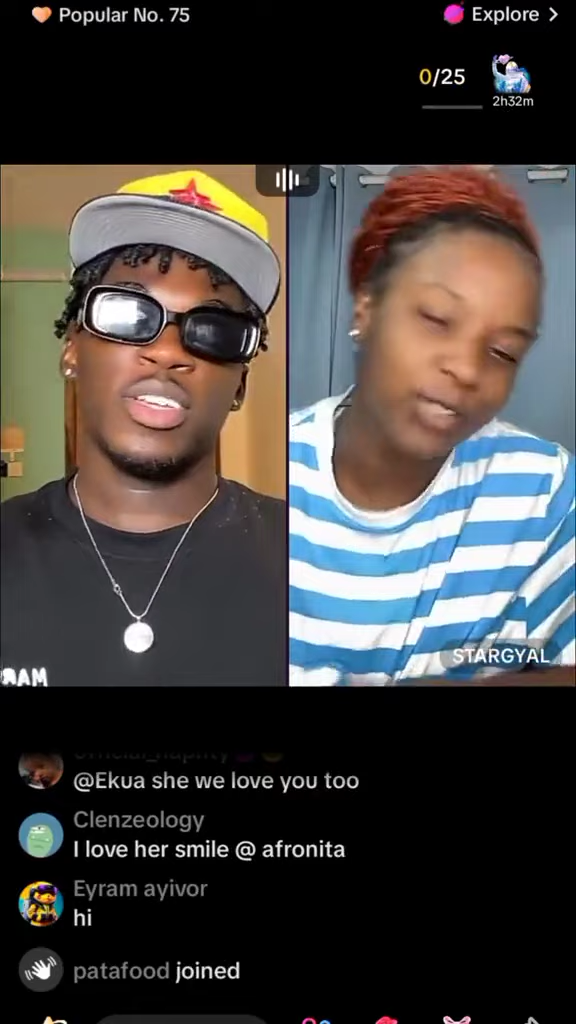 Popular No. 75
Explore >
0/25
2h32m
STARGYAL
@Ekua she we love you too
Clenzeology
I love her smile @ afronita
Eyram ayivor
hi
patafood joined